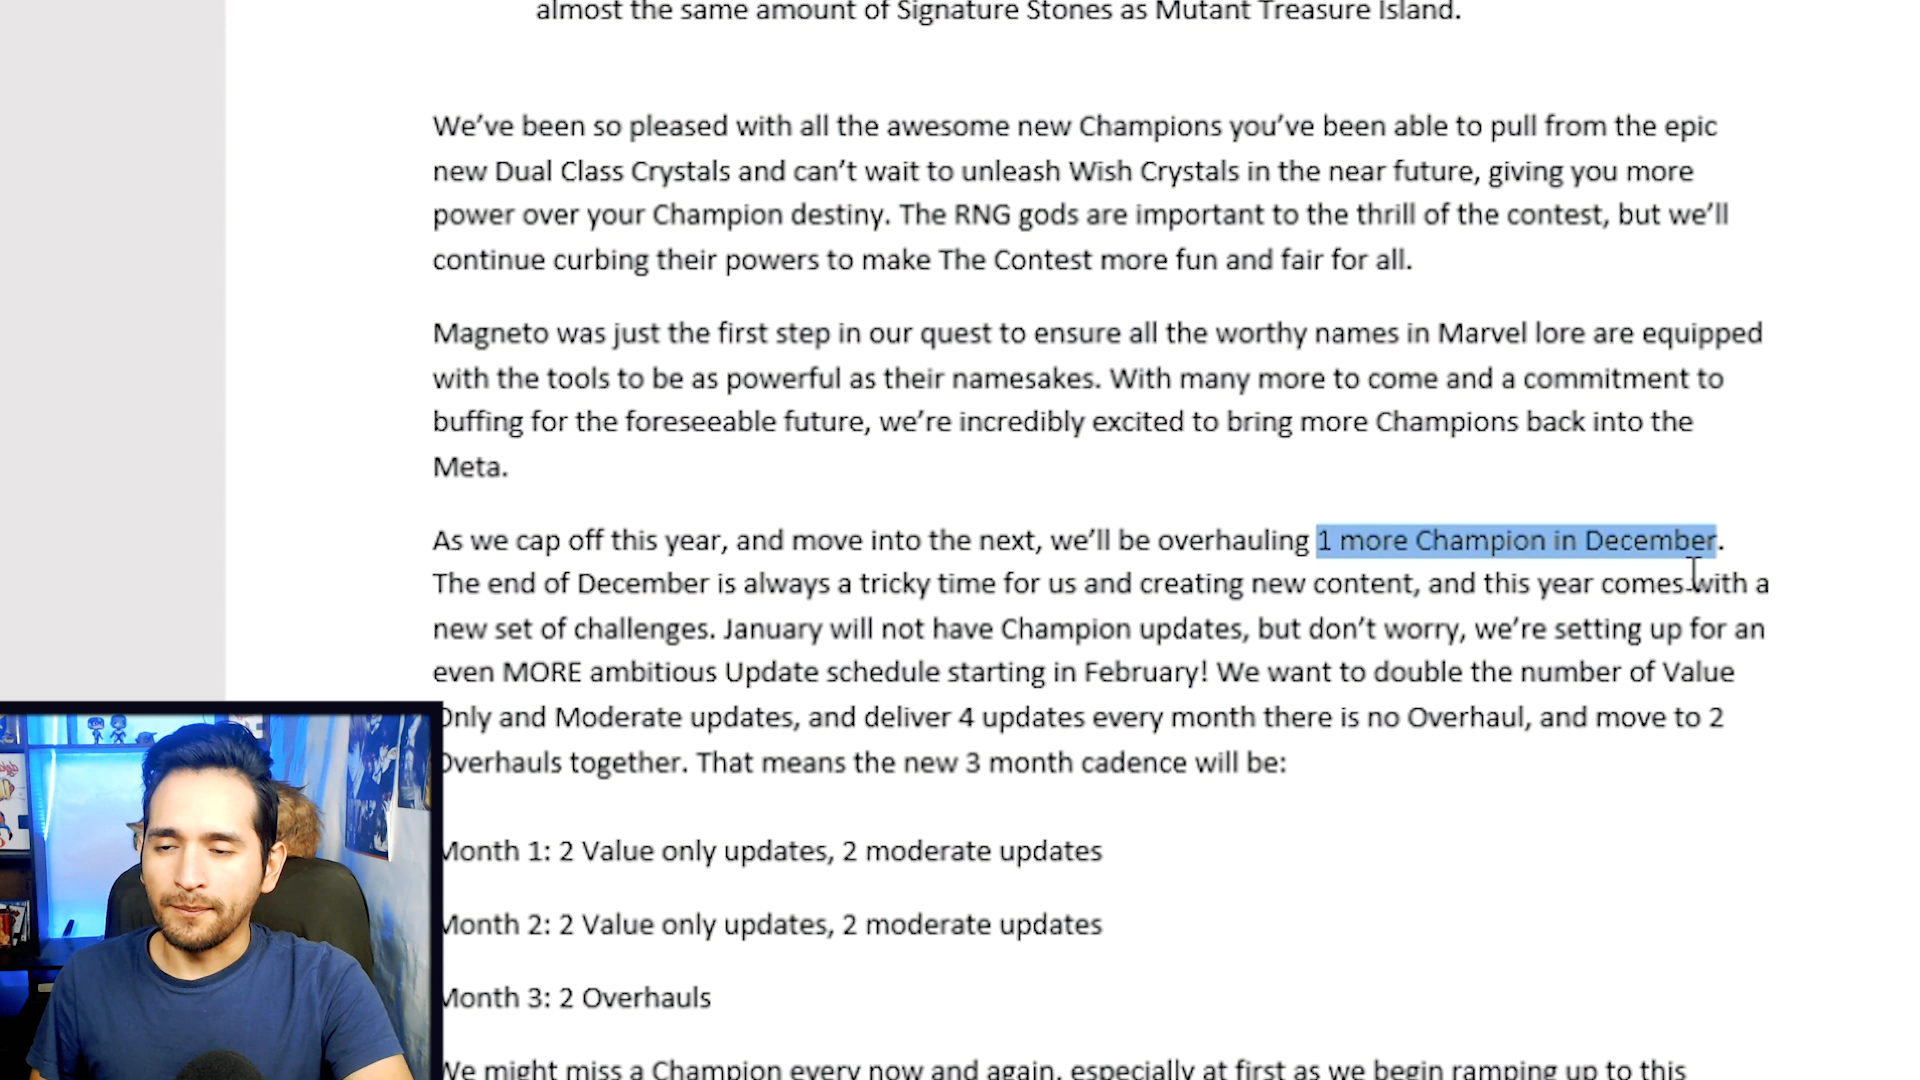 almost the same amount of Signature Stones as Mutant Treasure Island.
We've been so pleased with all the awesome new Champions you've been able to pull from the epic
new Dual Class Crystals and can't wait to unleash Wish Crystals in the near future, giving you more
power over your Champion destiny. The RNG gods are important to the thrill of the contest, but we'll
continue curbing their powers to make The Contest more fun and fair for all.
Magneto was just the first step in our quest to ensure all the worthy names in Marvel lore are equipped
with the tools to be as powerful as their namesakes. With many more to come and a commitment to
buffing for the foreseeable future, we're incredibly excited to bring more Champions back into the
Meta.
As we cap off this year, and move into the next, we'll be overhauling 1 more Champion in December.
The end of December is always a tricky time for us and creating new content, and this year comes with a
new set of challenges. January will not have Champion updates, but don't worry, we're setting up for an
even MORE ambitious Update schedule starting in February! We want to double the number of Value
Only and Moderate updates, and deliver 4 updates every month there is no Overhaul, and move to 2
Overhauls together. That means the new 3 month cadence will be:
Month 1: 2 Value only updates, 2 moderate updates
Month 2: 2 Value only updates, 2 moderate updates
Month 3: 2 Overhauls
We might miss a Champion every now and again, especially at first as we begin ramping up to this